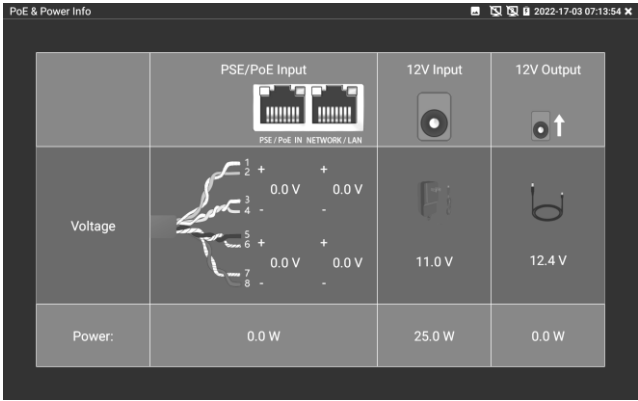 PoE & Power Info 2022-17-03 07:13:54
PSE/PoE Input 12V Input 12V Output
PSE / PoE IN NETWORK / LAN
1
2 + +
0.0 V 0.0 V
3
4 - -
Voltage
5
6 + +
0.0 V 0.0 V 11.0 V 12.4 V
7
8 - -
Power: 0.0 W 25.0 W 0.0 W